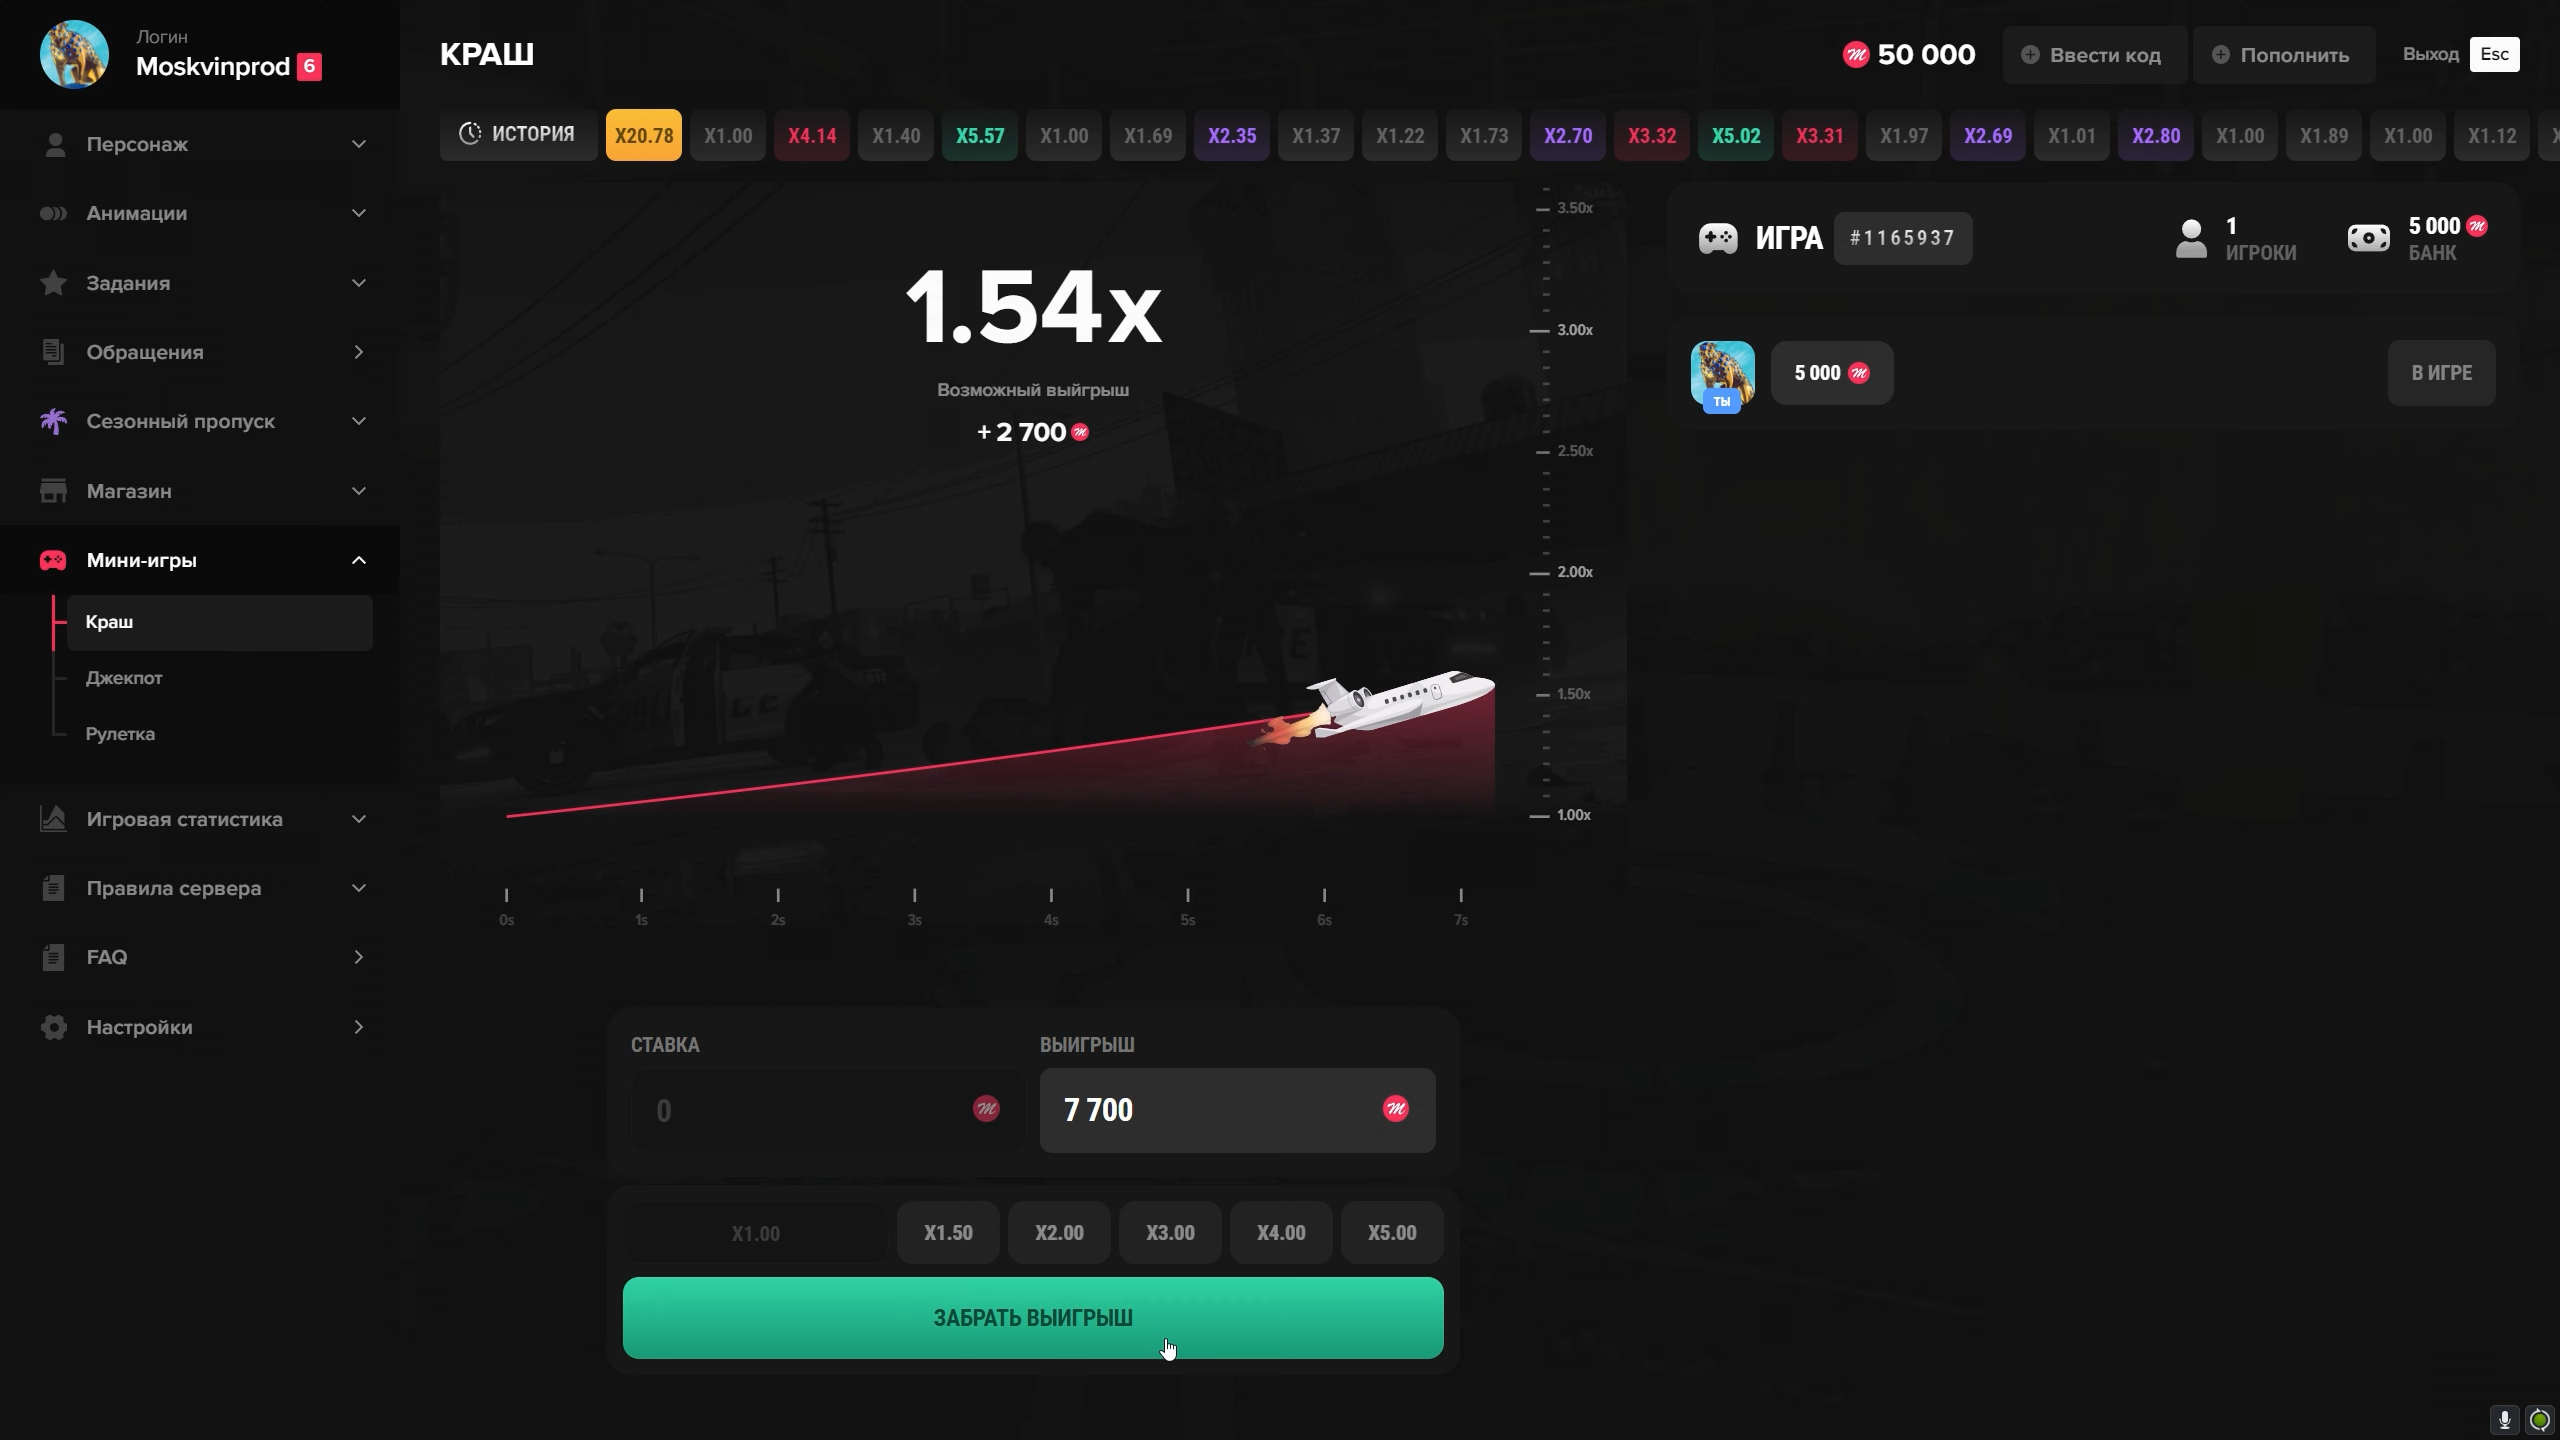 Логин
Moskvinprod 6
КРАШ
50 000
Ввести код
Пополнить
Выход Esc
Персонаж
Анимации
Задания
Обращения
Сезонный пропуск
Магазин
Мини-игры
Краш
Джекпот
Рулетка
Игровая статистика
Правила сервера
FAQ
Настройки
ИСТОРИЯ X20.78 X1.00 X4.14 X1.40 X5.57 X1.00 X1.69 X2.35 X1.37 X1.22 X1.73 X2.70 X3.32 X5.02 X3.31 X1.97 X2.69 X1.01 X2.80 X1.00 X1.89 X1.00 X1.12
1.54x
Возможный выйгрыш
+ 2 700
3.50x
3.00x
2.50x
2.00x
1.50x
1.00x
0s 1s 2s 3s 4s 5s 6s 7s
ИГРА #1165937
1
ИГРОКИ
5 000
БАНК
ТЫ
5 000
В ИГРЕ
СТАВКА
0
ВЫИГРЫШ
7 700
X1.00 X1.50 X2.00 X3.00 X4.00 X5.00
ЗАБРАТЬ ВЫИГРЫШ